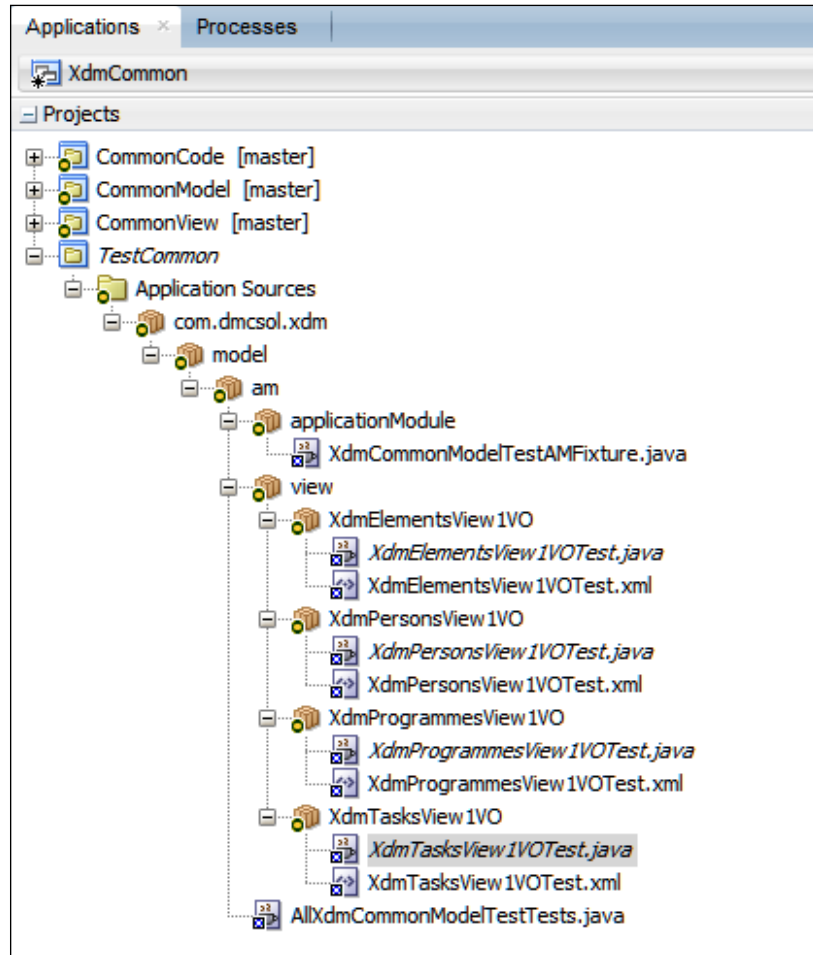 Applications × Processes
XdmCommon
Projects
CommonCode [master]
CommonModel [master]
CommonView [master]
TestCommon
Application Sources
com.dmcsol.xdm
model
am
applicationModule
XdmCommonModelTestAMFixture.java
view
XdmElementsView1VO
XdmElementsView1VOTest.java
XdmElementsView1VOTest.xml
XdmPersonsView1VO
XdmPersonsView1VOTest.java
XdmPersonsView1VOTest.xml
XdmProgrammesView1VO
XdmProgrammesView1VOTest.java
XdmProgrammesView1VOTest.xml
XdmTasksView1VO
XdmTasksView1VOTest.java
XdmTasksView1VOTest.xml
AllXdmCommonModelTestTests.java